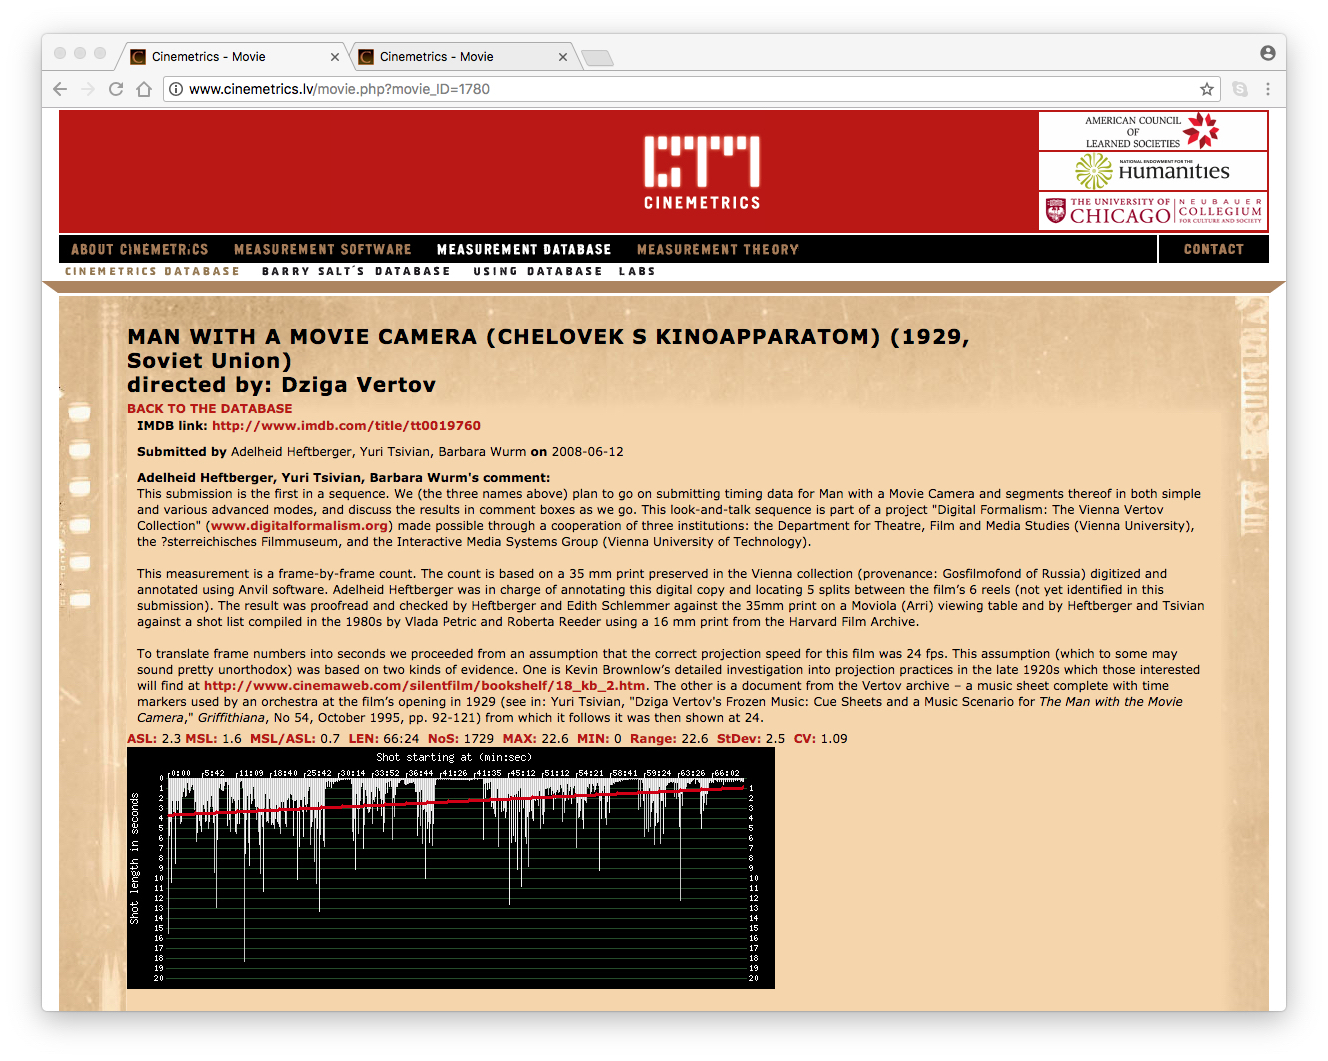 Cinemetrics - Movie
Cinemetrics - Movie
www.cinemetrics.lv/movie.php?movie_ID=1780
CINEMETRICS
AMERICAN COUNCIL
OF
LEARNED SOCIETIES
NATIONAL ENDOWMENT FOR THE
Humanities
THE UNIVERSITY OF
CHICAGO
NEUBAUER
COLLEGIUM
FOR CULTURE AND SOCIETY
ABOUT CINEMETRICS MEASUREMENT SOFTWARE MEASUREMENT DATABASE MEASUREMENT THEORY CONTACT
CINEMETRICS DATABASE BARRY SALT´S DATABASE USING DATABASE LABS
MAN WITH A MOVIE CAMERA (CHELOVEK S KINOAPPARATOM) (1929,
Soviet Union)
directed by: Dziga Vertov
BACK TO THE DATABASE
IMDB link: http://www.imdb.com/title/tt0019760
Submitted by Adelheid Heftberger, Yuri Tsivian, Barbara Wurm on 2008-06-12
Adelheid Heftberger, Yuri Tsivian, Barbara Wurm's comment:
This submission is the first in a sequence. We (the three names above) plan to go on submitting timing data for Man with a Movie Camera and segments thereof in both simple
and various advanced modes, and discuss the results in comment boxes as we go. This look-and-talk sequence is part of a project "Digital Formalism: The Vienna Vertov
Collection" (www.digitalformalism.org) made possible through a cooperation of three institutions: the Department for Theatre, Film and Media Studies (Vienna University),
the ?sterreichisches Filmmuseum, and the Interactive Media Systems Group (Vienna University of Technology).
This measurement is a frame-by-frame count. The count is based on a 35 mm print preserved in the Vienna collection (provenance: Gosfilmofond of Russia) digitized and
annotated using Anvil software. Adelheid Heftberger was in charge of annotating this digital copy and locating 5 splits between the film’s 6 reels (not yet identified in this
submission). The result was proofread and checked by Heftberger and Edith Schlemmer against the 35mm print on a Moviola (Arri) viewing table and by Heftberger and Tsivian
against a shot list compiled in the 1980s by Vlada Petric and Roberta Reeder using a 16 mm print from the Harvard Film Archive.
To translate frame numbers into seconds we proceeded from an assumption that the correct projection speed for this film was 24 fps. This assumption (which to some may
sound pretty unorthodox) was based on two kinds of evidence. One is Kevin Brownlow’s detailed investigation into projection practices in the late 1920s which those interested
will find at http://www.cinemaweb.com/silentfilm/bookshelf/18_kb_2.htm. The other is a document from the Vertov archive – a music sheet complete with time
markers used by an orchestra at the film’s opening in 1929 (see in: Yuri Tsivian, "Dziga Vertov's Frozen Music: Cue Sheets and a Music Scenario for The Man with the Movie
Camera," Griffithiana, No 54, October 1995, pp. 92-121) from which it follows it was then shown at 24.
ASL: 2.3 MSL: 1.6 MSL/ASL: 0.7 LEN: 66:24 NoS: 1729 MAX: 22.6 MIN: 0 Range: 22.6 StDev: 2.5 CV: 1.09
Shot starting at (min:sec)
0:00 5:42 11:09 18:40 25:42 30:14 33:52 36:44 41:26 41:35 45:12 51:12 54:21 58:41 59:24 63:26 66:02
Shot length in seconds
0
1 1
2 2
3 3
4 4
5 5
6 6
7 7
8 8
9 9
10 10
11 11
12 12
13 13
14 14
15 15
16 16
17 17
18 18
19 19
20 20